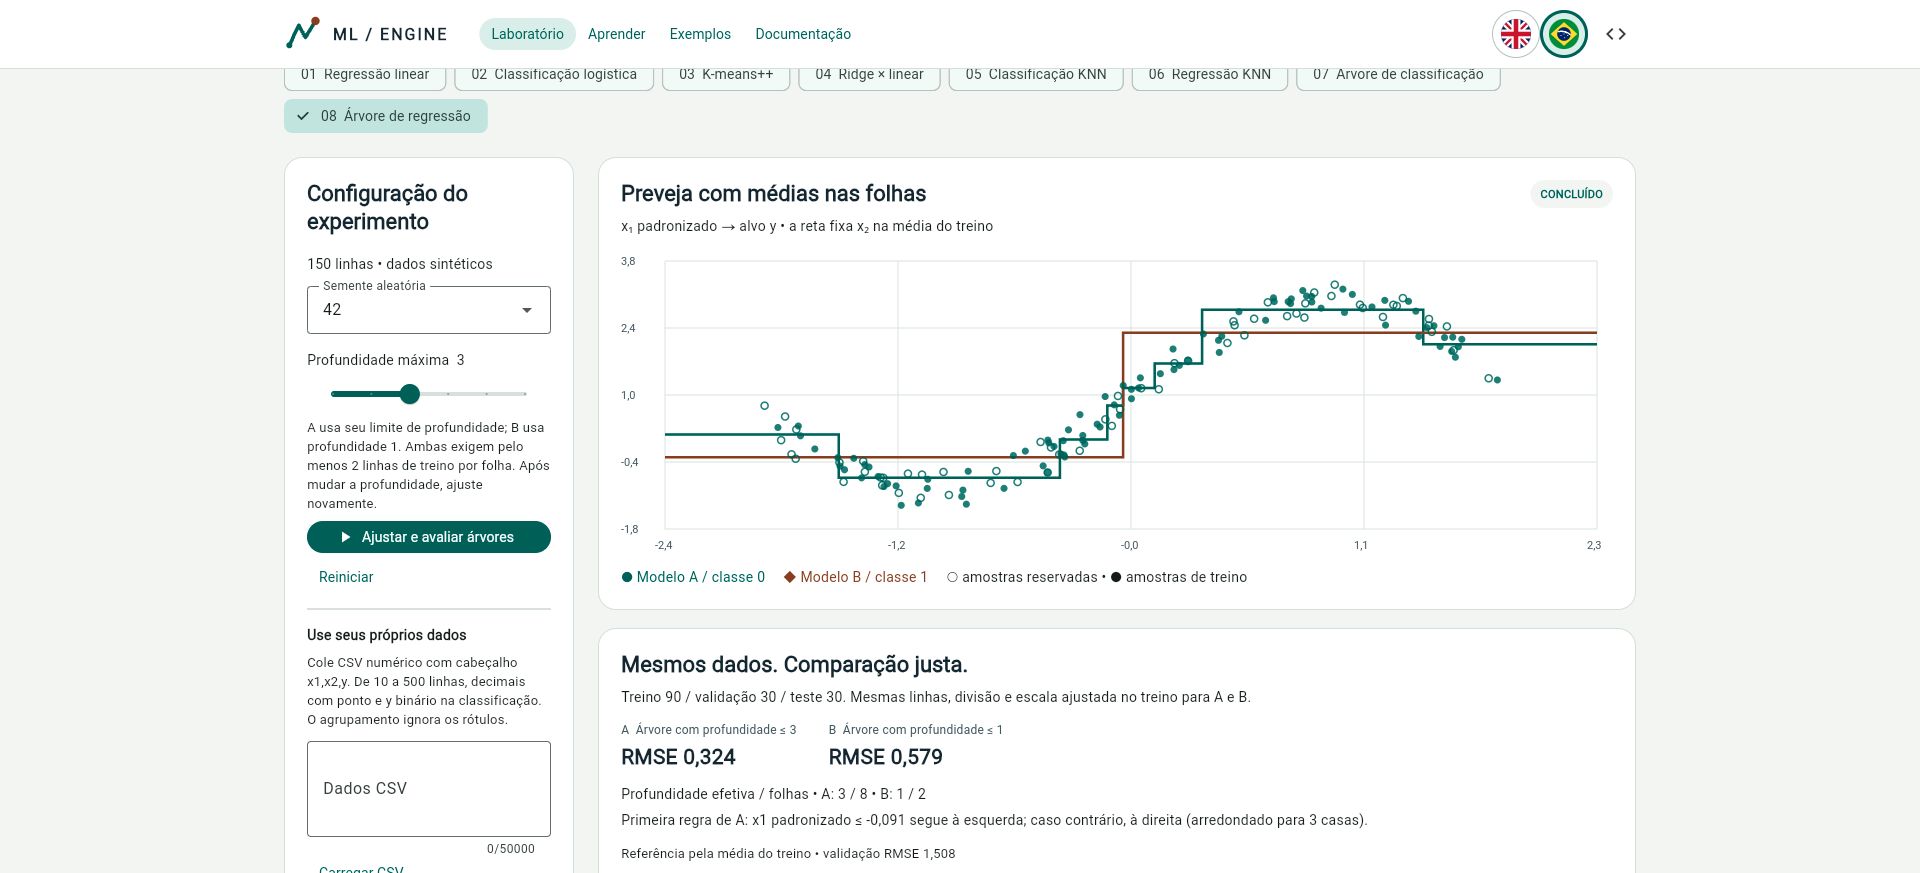 ML / ENGINE
Laboratório
Aprender
Exemplos
Documentação
01 Regressão linear
02 Classificação logística
03 K-means++
04 Ridge × linear
05 Classificação KNN
06 Regressão KNN
07 Árvore de classificação
08 Árvore de regressão
Configuração do
experimento
150 linhas • dados sintéticos
Semente aleatória
42
Profundidade máxima 3
A usa seu limite de profundidade; B usa
profundidade 1. Ambas exigem pelo
menos 2 linhas de treino por folha. Após
mudar a profundidade, ajuste
novamente.
Ajustar e avaliar árvores
Reiniciar
Use seus próprios dados
Cole CSV numérico com cabeçalho
x1,x2,y. De 10 a 500 linhas, decimais
com ponto e y binário na classificação.
O agrupamento ignora os rótulos.
Dados CSV
0/50000
Carregar CSV
Preveja com médias nas folhas
CONCLUÍDO
x₁ padronizado → alvo y • a reta fixa x₂ na média do treino
3,8
2,4
1,0
-0,4
-1,8
-2,4
-1,2
-0,0
1,1
2,3
Modelo A / classe 0
Modelo B / classe 1
amostras reservadas •
amostras de treino
Mesmos dados. Comparação justa.
Treino 90 / validação 30 / teste 30. Mesmas linhas, divisão e escala ajustada no treino para A e B.
A Árvore com profundidade ≤ 3
RMSE 0,324
B Árvore com profundidade ≤ 1
RMSE 0,579
Profundidade efetiva / folhas • A: 3 / 8 • B: 1 / 2
Primeira regra de A: x1 padronizado ≤ -0,091 segue à esquerda; caso contrário, à direita (arredondado para 3 casas).
Referência pela média do treino • validação RMSE 1,508